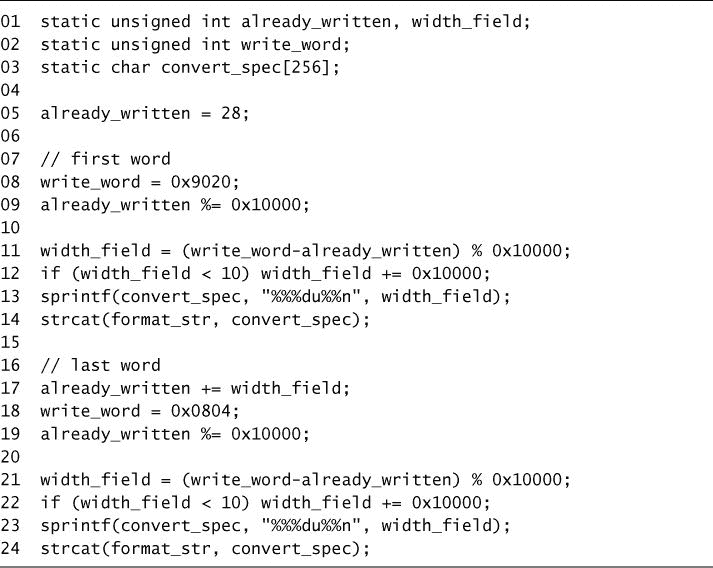 01 static unsigned int already_written, width_field;
02 static unsigned int write_word;
03 static char convert_spec[256];
04
05 already_written = 28;
06
07 // first word
08 write_word = 0x9020;
09 already_written %= 0x10000;
10
11 width_field = (write_word-already_written) % 0x10000;
12 if (width_field < 10) width_field += 0x10000;
13 sprintf(convert_spec, "%%%du%%n", width_field);
14 strcat(format_str, convert_spec);
15
16 // last word
17 already_written += width_field;
18 write_word = 0x0804;
19 already_written %= 0x10000;
20
21 width_field = (write_word-already_written) % 0x10000;
22 if (width_field < 10) width_field += 0x10000;
23 sprintf(convert_spec, "%%%du%%n", width_field);
24 strcat(format_str, convert_spec);